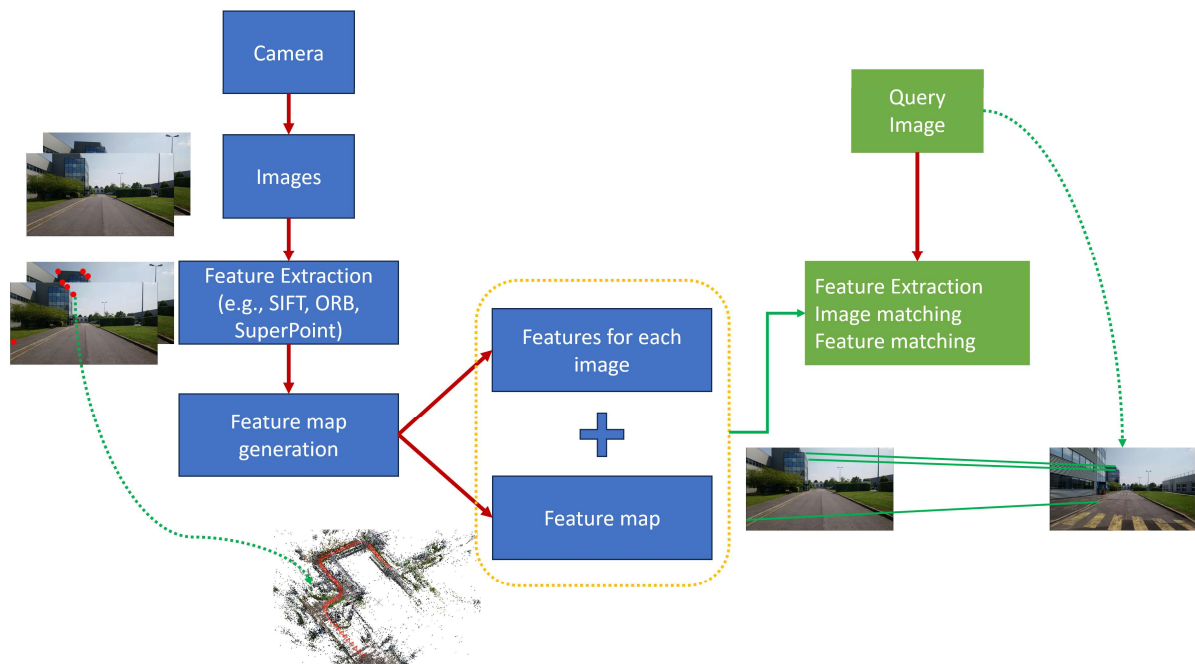 Camera
Images
Feature Extraction
(e.g., SIFT, ORB,
SuperPoint)
Feature map
generation
Features for each
image
Feature map
Query
Image
Feature Extraction
Image matching
Feature matching